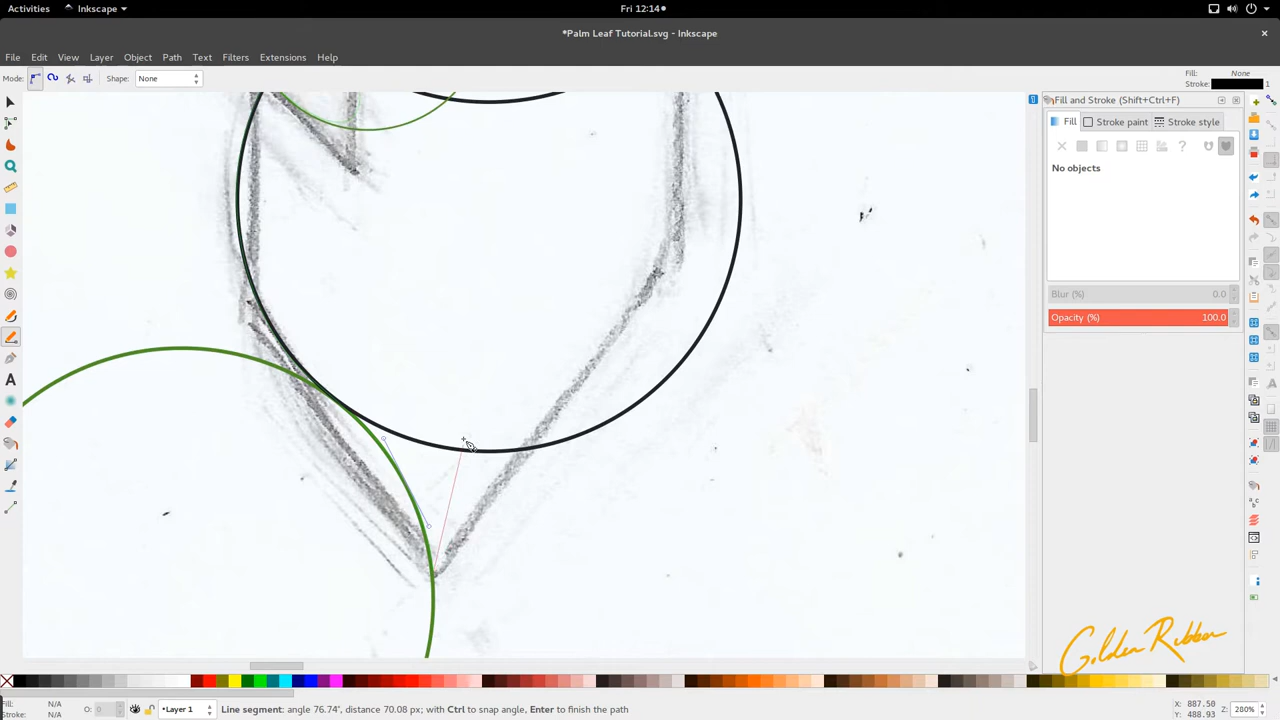 Activities
Inkscape
Fri 12:14
*Palm Leaf Tutorial.svg - Inkscape
File Edit View Layer Object Path Text Filters Extensions Help
Mode:
Shape: None
Fill: None
Stroke: 1
Fill and Stroke (Shift+Ctrl+F)
Fill
Stroke paint
Stroke style
No objects
Blur (%) 0.0
Opacity (%) 100.0
Golden Ribbon
Fill: N/A
Stroke: N/A
O: 0
•Layer 1
Line segment: angle 76.74°, distance 70.08 px; with Ctrl to snap angle, Enter to finish the path
X: 887.50
Y: 488.93
Z: 280%